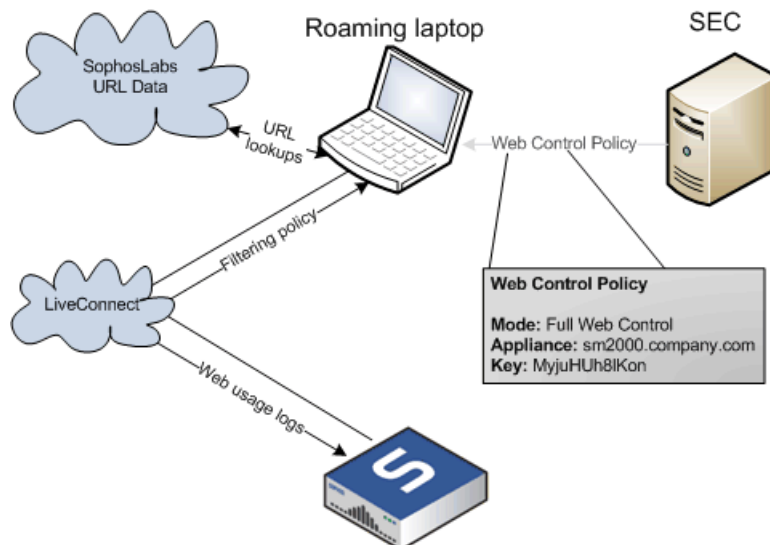 Roaming laptop
SEC
SophosLabs
URL Data
URL
lookups
Web Control Policy
Filtering policy
LiveConnect
Web Control Policy
Mode: Full Web Control
Appliance: sm2000.company.com
Key: MyjuHUh8IKon
Web usage logs
S